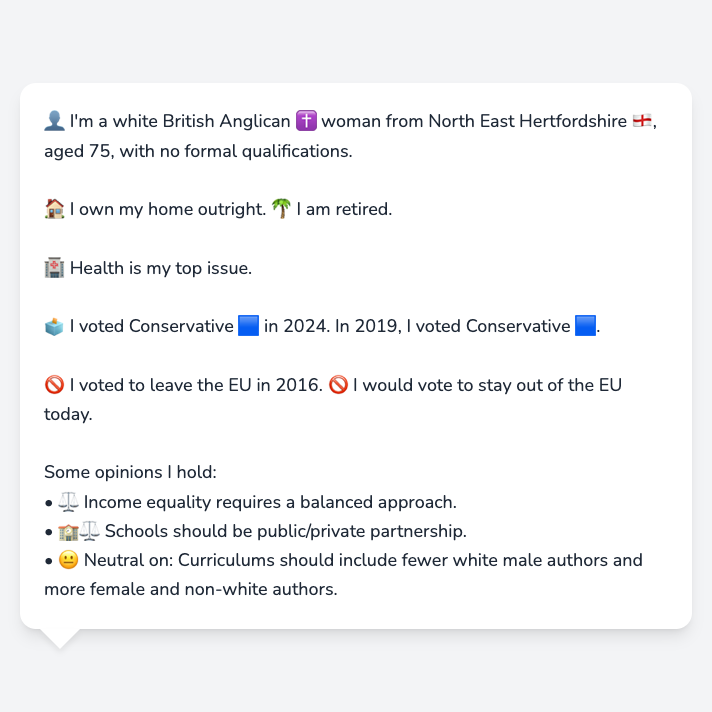 👤 I'm a white British Anglican ✝️ woman from North East Hertfordshire 🏴󠁧󠁢󠁥󠁮󠁧󠁿,
aged 75, with no formal qualifications.
🏠 I own my home outright. 🌴 I am retired.
🏥 Health is my top issue.
🗳️ I voted Conservative 🟦 in 2024. In 2019, I voted Conservative 🟦.
🚫 I voted to leave the EU in 2016. 🚫 I would vote to stay out of the EU
today.
Some opinions I hold:
• ⚖️ Income equality requires a balanced approach.
• 🏫⚖️ Schools should be public/private partnership.
• 😐 Neutral on: Curriculums should include fewer white male authors and
more female and non-white authors.